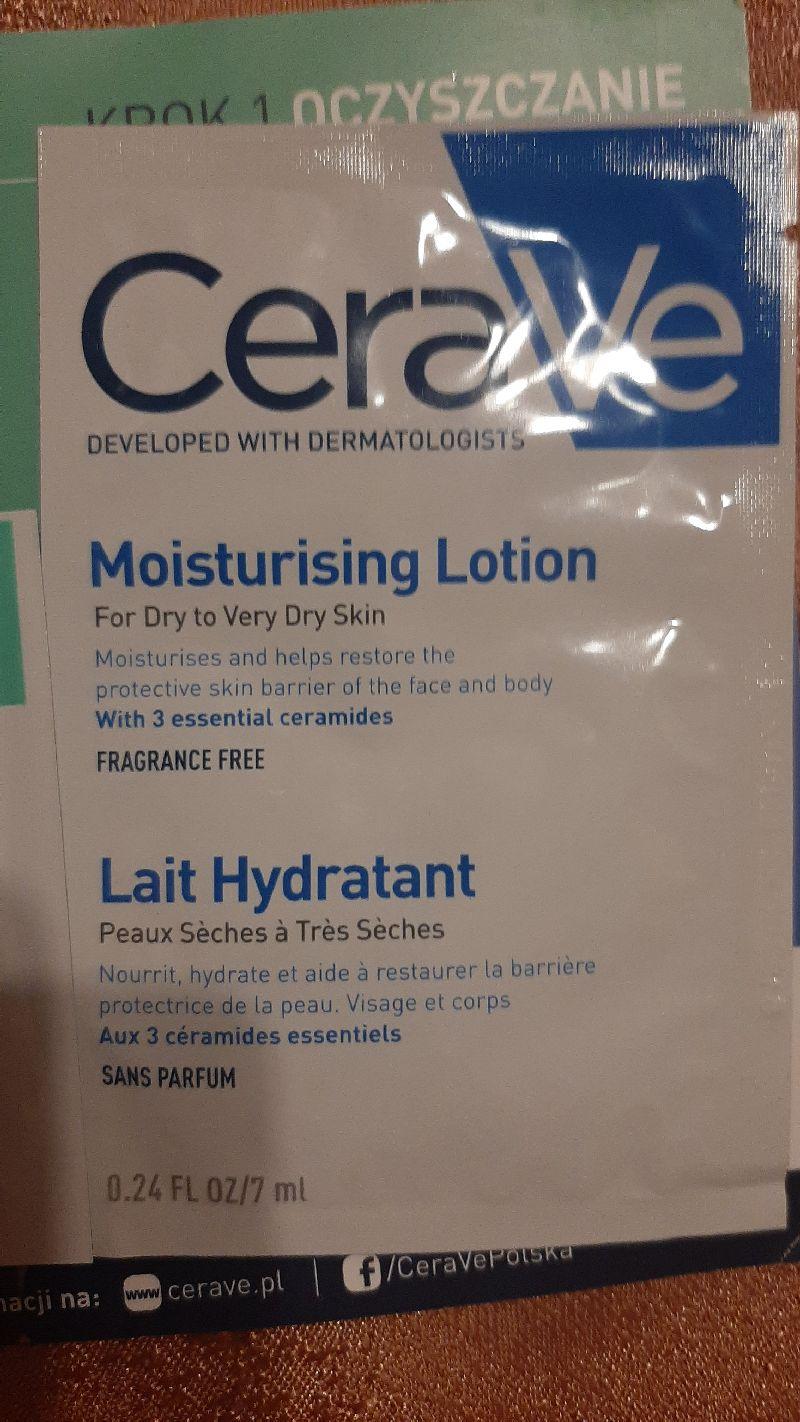 KROK 1 OCZYSZCZANIE
CeraVe
DEVELOPED WITH DERMATOLOGISTS
Moisturising Lotion
For Dry to Very Dry Skin
Moisturises and helps restore the
protective skin barrier of the face and body
With 3 essential ceramides
FRAGRANCE FREE
Lait Hydratant
Peaux Sèches à Très Sèches
Nourrit, hydrate et aide à restaurer la barrière
protectrice de la peau. Visage et corps
Aux 3 céramides essentiels
SANS PARFUM
0.24 FL OZ/7 ml
na: www cerave.pl | f /CeraVePolska